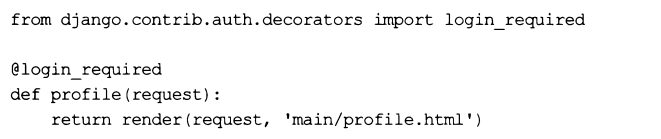 from django.contrib.auth.decorators import login_required

@login_required
def profile(request):
    return render(request, 'main/profile.html')